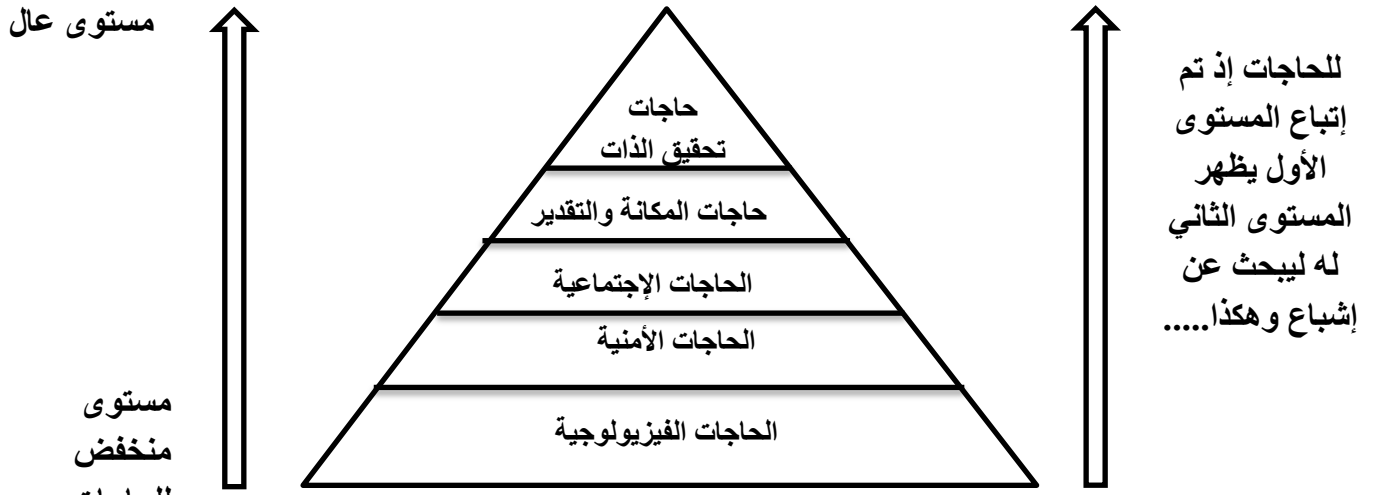 مستوى عال
للحاجات إذ تم
إتباع المستوى
الأول يظهر
المستوى الثاني
له ليبحث عن
إشباع وهكذا.....
حاجات
تحقيق الذات
حاجات المكانة والتقدير
الحاجات الإجتماعية
الحاجات الأمنية
الحاجات الفيزيولوجية
مستوى
منخفض